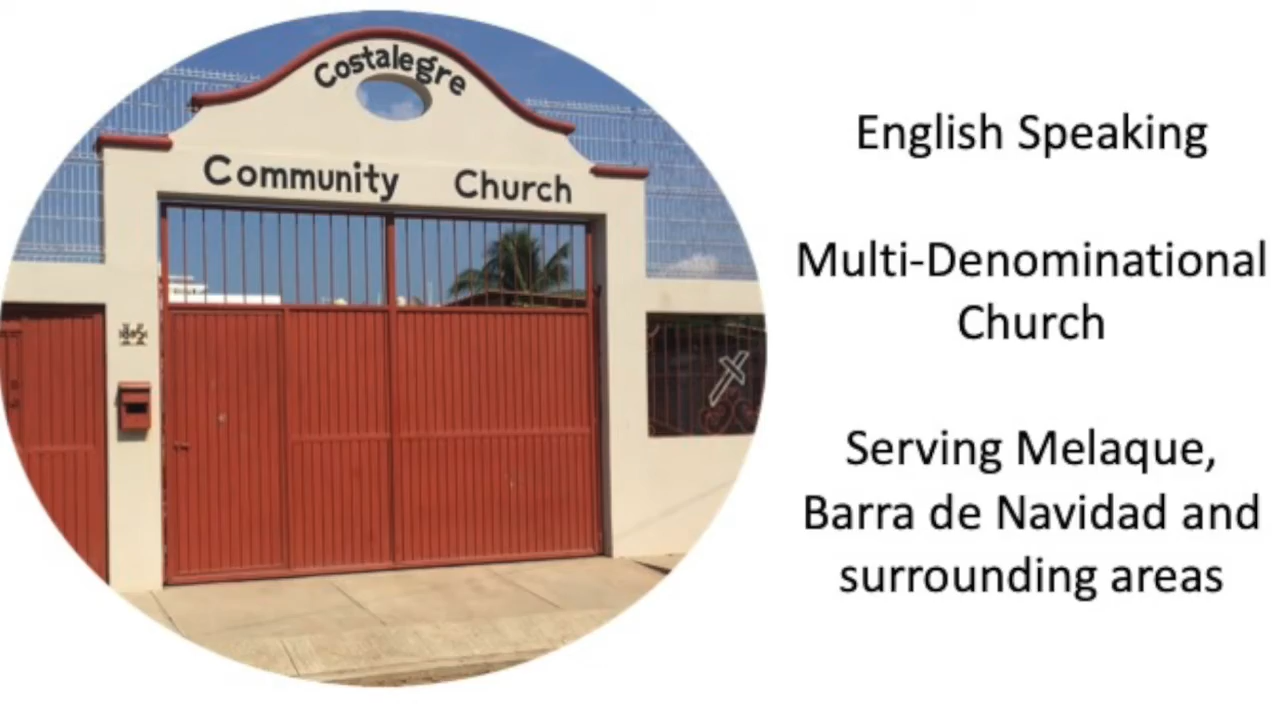 Costalegre
Community Church
English Speaking
Multi-Denominational
Church
Serving Melaque,
Barra de Navidad and
surrounding areas